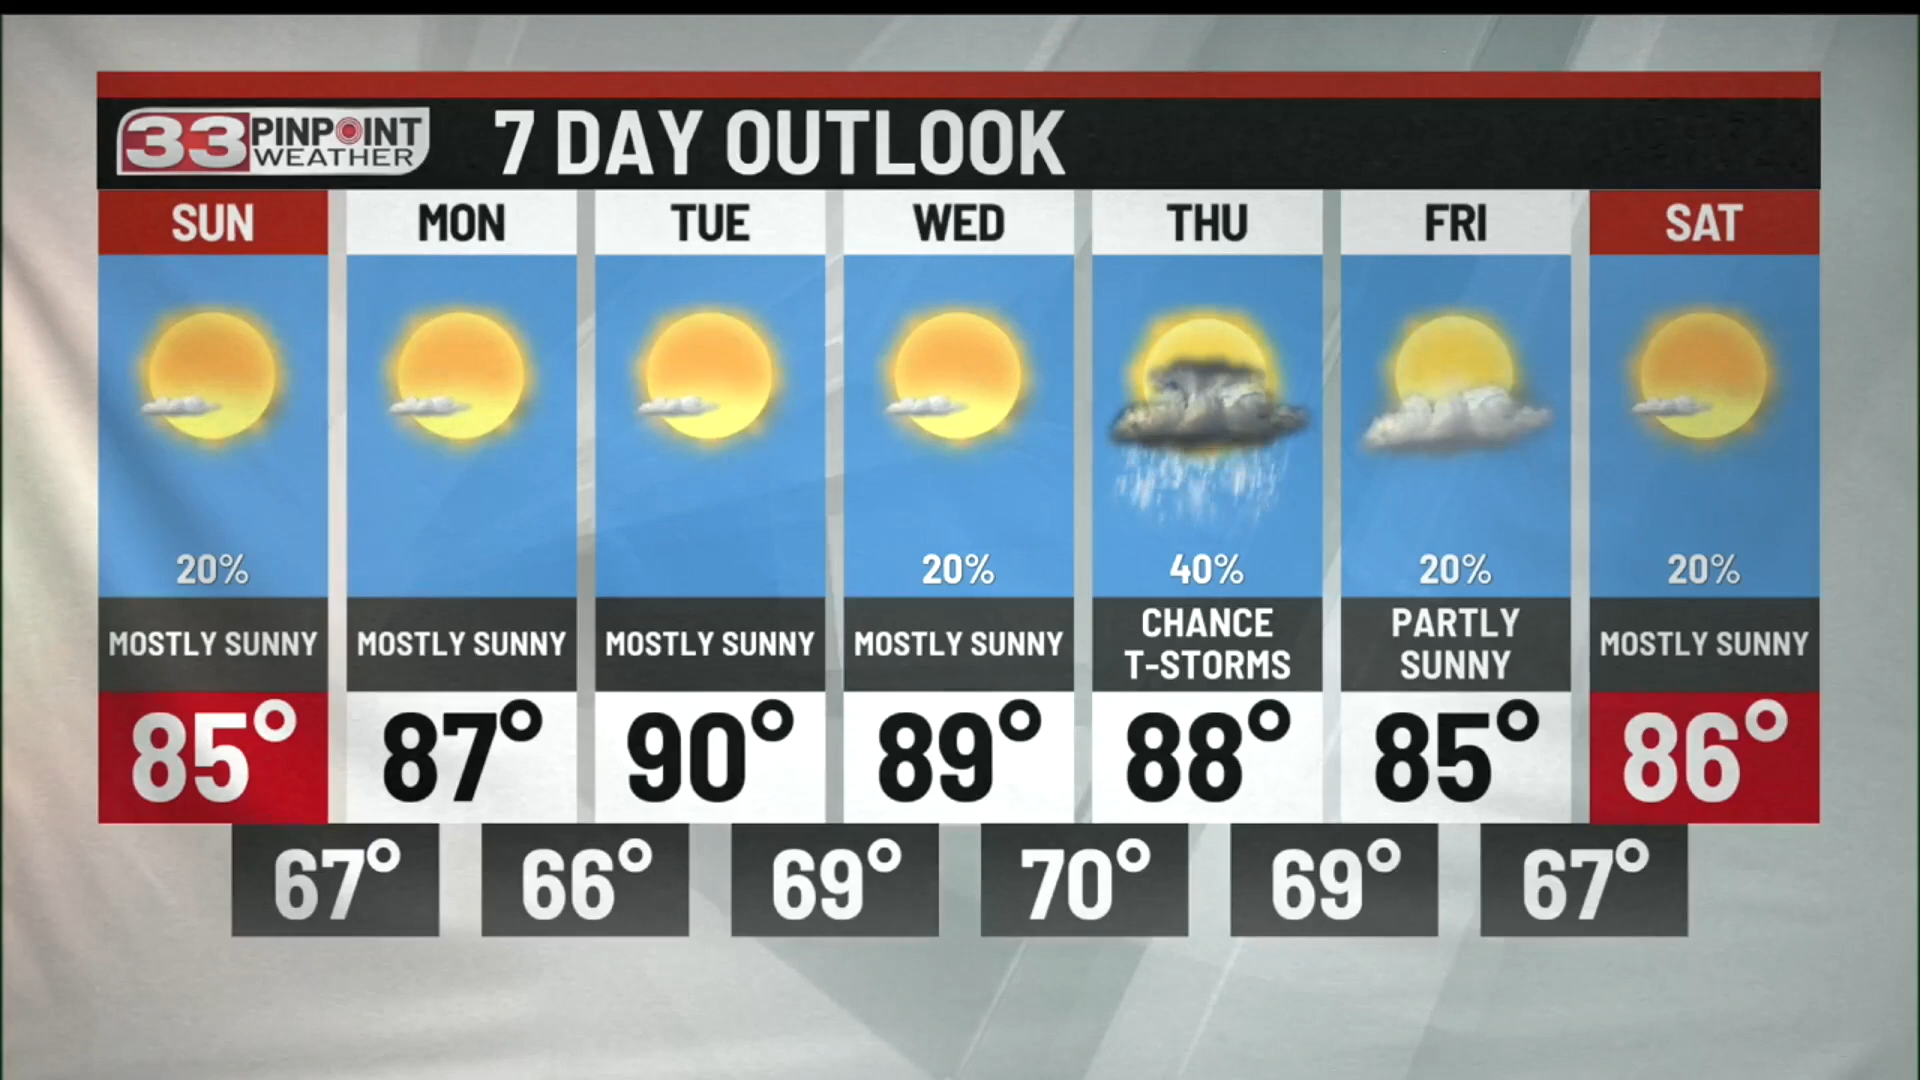 33 PINPOINT WEATHER
7 DAY OUTLOOK
SUN MON TUE WED THU FRI SAT
20% 20% 40% 20% 20%
MOSTLY SUNNY MOSTLY SUNNY MOSTLY SUNNY MOSTLY SUNNY CHANCE T-STORMS PARTLY SUNNY MOSTLY SUNNY
85° 87° 90° 89° 88° 85° 86°
67° 66° 69° 70° 69° 67°